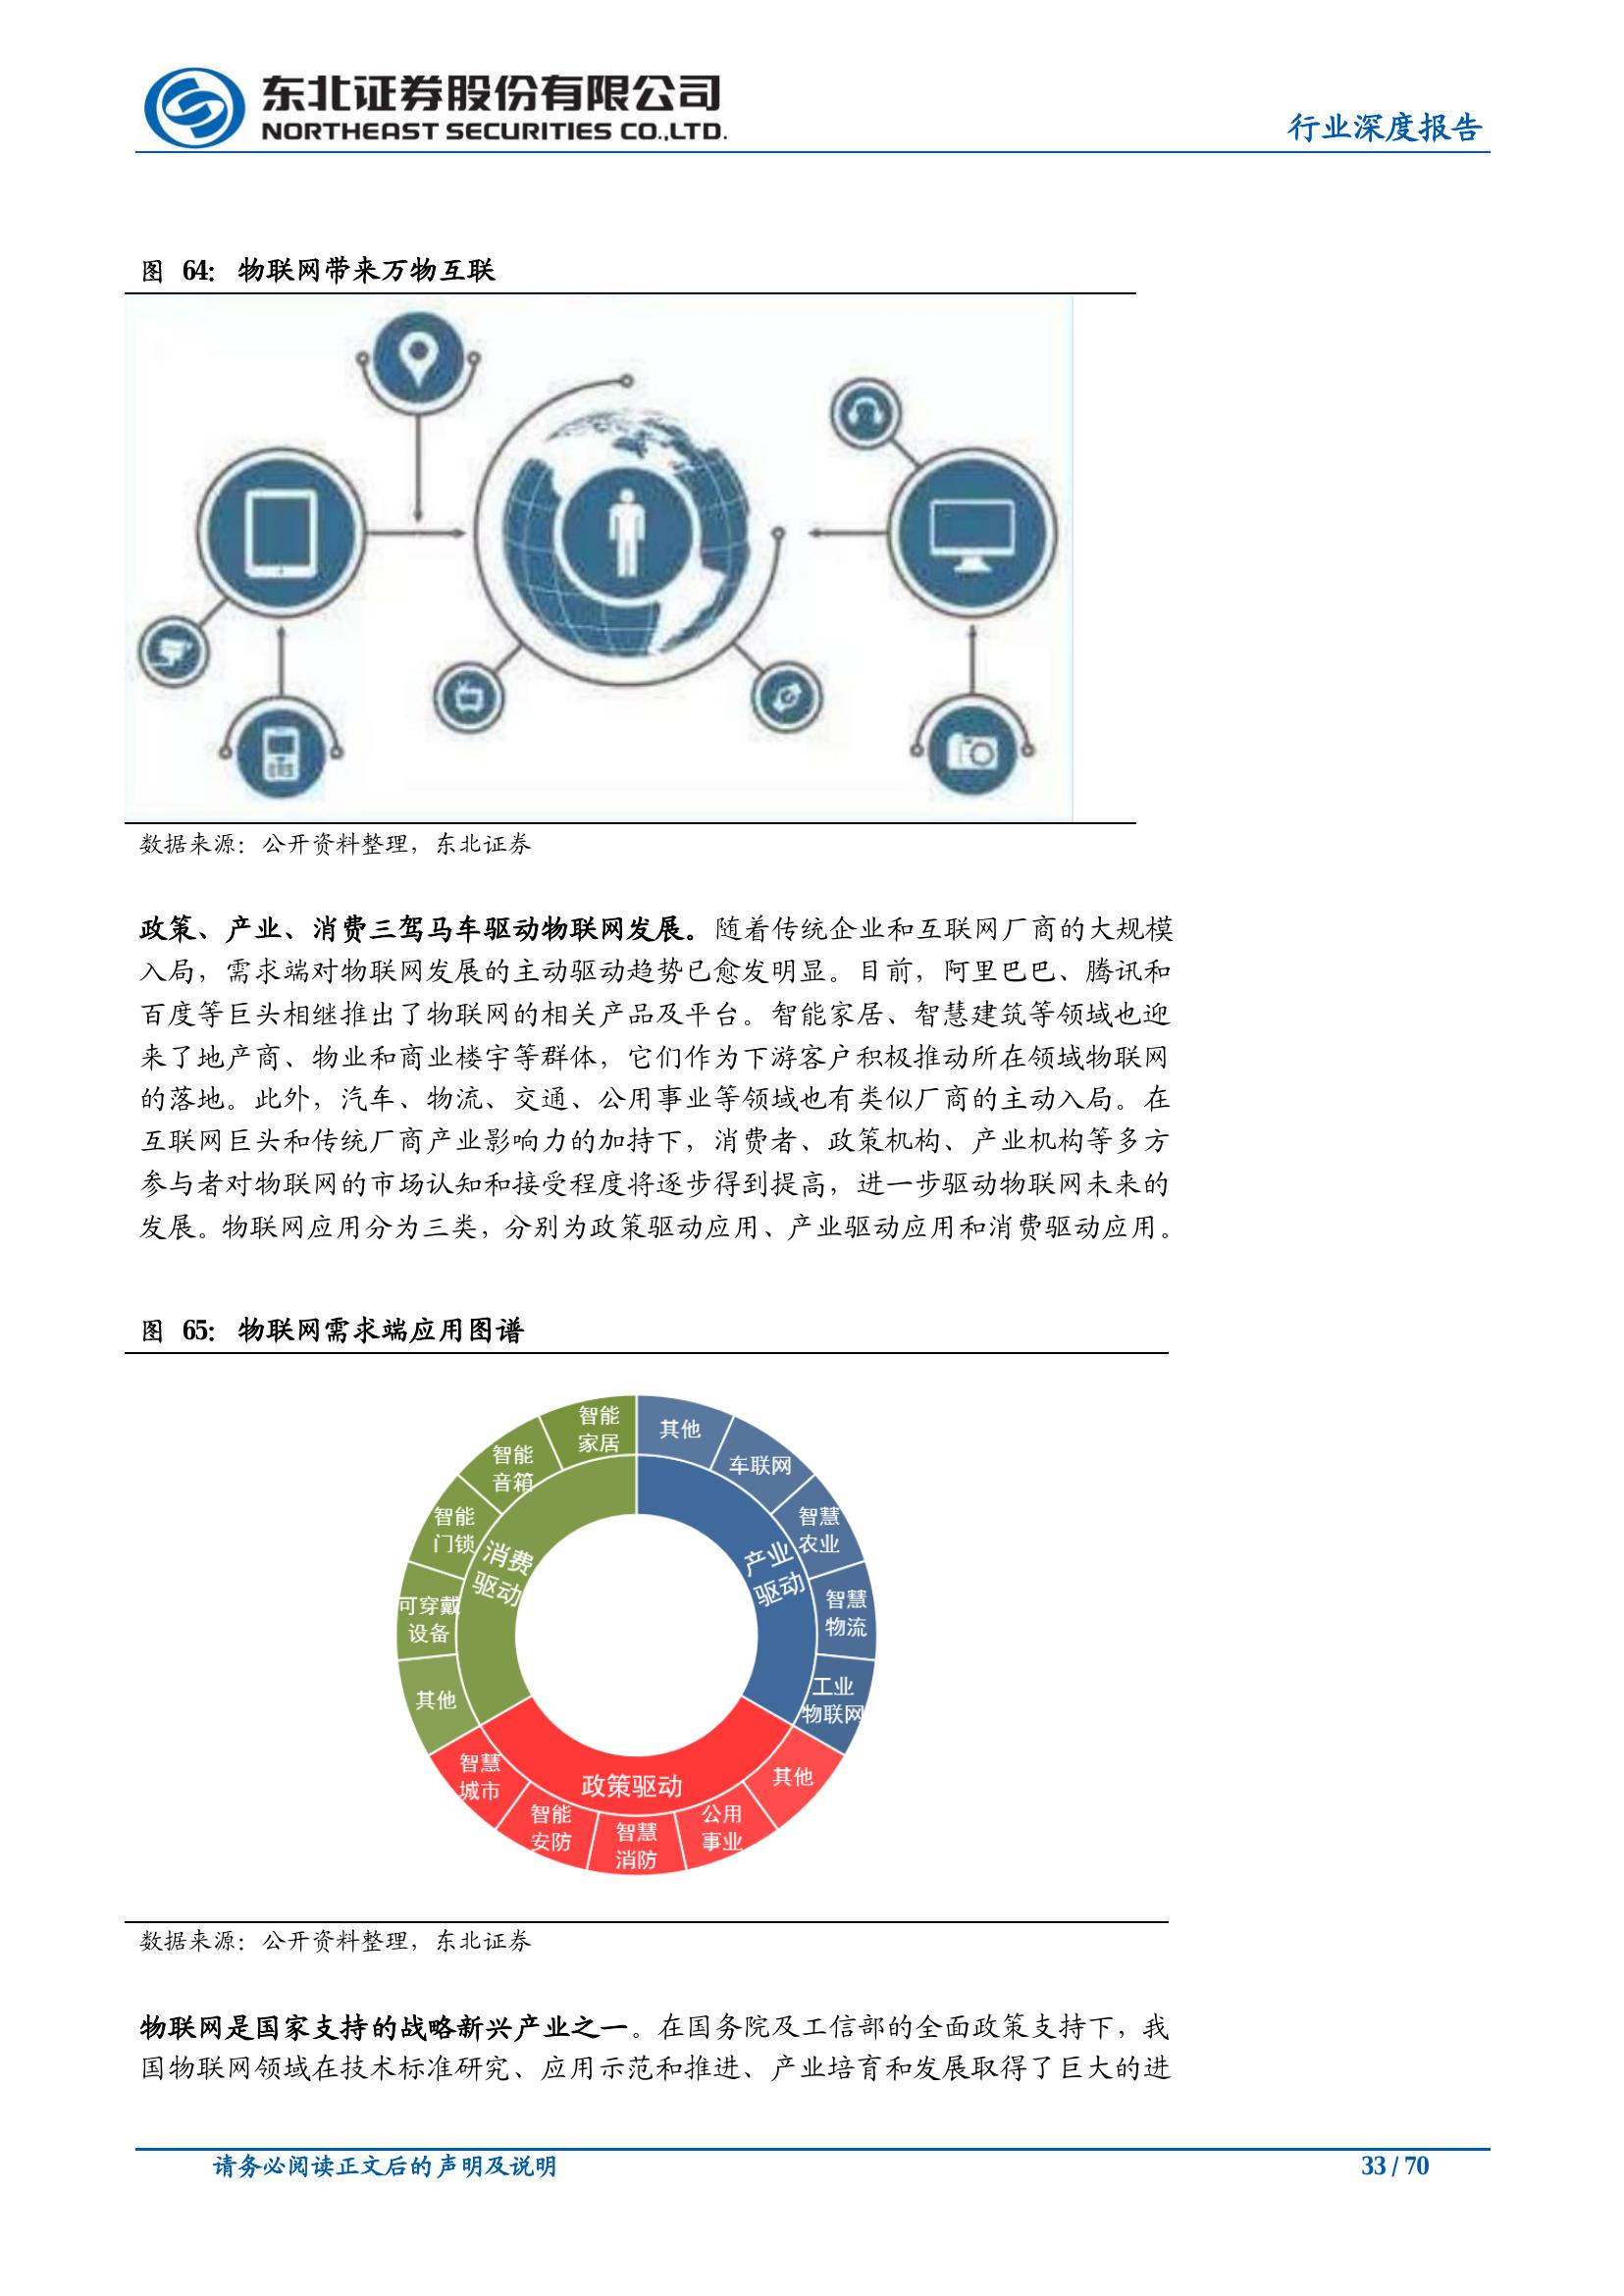 东北证券股份有限公司
NORTHEAST SECURITIES CO.,LTD.
行业深度报告
图 64: 物联网带来万物互联
数据来源：公开资料整理，东北证券
政策、产业、消费三驾马车驱动物联网发展。随着传统企业和互联网厂商的大规模
入局，需求端对物联网发展的主动驱动趋势已愈发明显。目前，阿里巴巴、腾讯和
百度等巨头相继推出了物联网的相关产品及平台。智能家居、智慧建筑等领域也迎
来了地产商、物业和商业楼宇等群体，它们作为下游客户积极推动所在领域物联网
的落地。此外，汽车、物流、交通、公用事业等领域也有类似厂商的主动入局。在
互联网巨头和传统厂商产业影响力的加持下，消费者、政策机构、产业机构等多方
参与者对物联网的市场认知和接受程度将逐步得到提高，进一步驱动物联网未来的
发展。物联网应用分为三类，分别为政策驱动应用、产业驱动应用和消费驱动应用。
图 65: 物联网需求端应用图谱
智能
家居
其他
智能
音箱
车联网
智能
门锁
智慧
农业
消费
驱动
产业
驱动
可穿戴
设备
智慧
物流
其他
工业
物联网
智慧
城市
政策驱动
其他
智能
安防
智慧
消防
公用
事业
数据来源：公开资料整理，东北证券
物联网是国家支持的战略新兴产业之一。在国务院及工信部的全面政策支持下，我
国物联网领域在技术标准研究、应用示范和推进、产业培育和发展取得了巨大的进
请务必阅读正文后的声明及说明
33 / 70